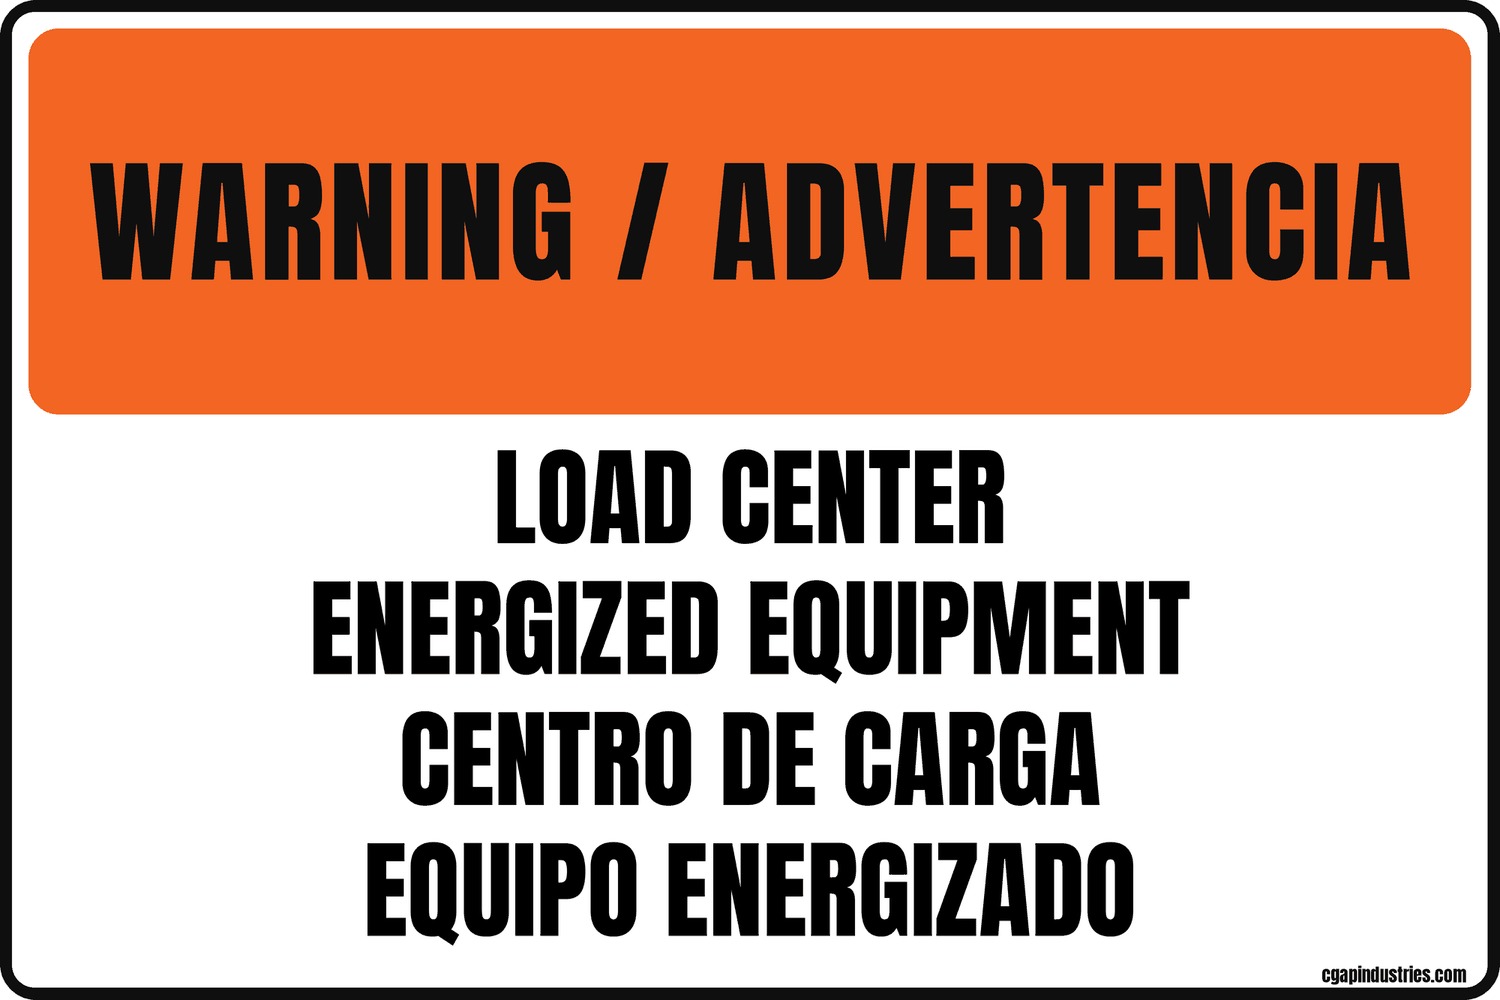 WARNING / ADVERTENCIA
LOAD CENTER
ENERGIZED EQUIPMENT
CENTRO DE CARGA
EQUIPO ENERGIZADO
cgapindustries.com